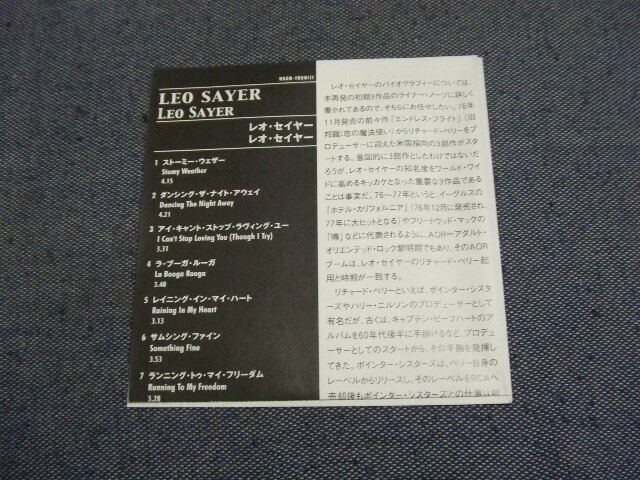 LEO SAYER
LEO SAYER
レオ・セイヤー
レオ・セイヤー
1 ストーミー・ウェザー
Stomy Weather
4.15
2 ダンシング・ザ・ナイト・アウェイ
Dancing The Night Away
4.21
3 アイ・キャント・ストップ・ラヴィング・ユー
I Can't Stop Loving You (Though I Try)
3.31
4 ラ・ブーガ・ルーガ
La Booga Rooga
3.48
5 レイニング・イン・マイ・ハート
Raining In My Heart
3.13
6 サムシング・ファイン
Something Fine
3.53
7 ランニング・トゥ・マイ・フリーダム
Running To My Freedom
3.28
レオ・セイヤーのバイオグラフィーについては、
本再発の初期3作品のライナー・ノーツに詳しく
書かれてあるので、そちらにお任せしたい。'76年
11月発売の前々作「エンドレス・フライト」(旧
邦題：恋の魔法使い)からリチャード・ペリーをプ
ロデューサーに迎えた米国指向の3部作がスタ
ートする。意図的に3部作としたわけではないだ
ろうが、レオ・セイヤーの知名度をワールド・ワイ
ドに高めるキッカケとなった重要な3作品である
ことは事実だ。'76〜77年というと、イーグルスの
「ホテル・カリフォルニア」('76年12月に発売され、
77年に大ヒットとなる)やフリートウッド・マックの
「噂」などに代表されるように、AOR=アダルト・
オリエンテッド・ロック黎明期でもあり、そのAOR
ブームは、レオ・セイヤーのリチャード・ペリー起
用と時期が一致する。
リチャード・ペリーといえば、ポインター・シスタ
ーズやハリー・ニルソンのプロデューサーとして
有名だが、古くは、キャプテン・ビーフハートのア
ルバムを60年代後半に手掛けるなど、プロデュ
ーサーとしてのスタートから、その手腕を発揮し
てきた。ポインター・シスターズは、ペリー自身の
レーベルからリリースし、そのレーベルをRCAへ
売却後もポインター・シスターズとの仕事は